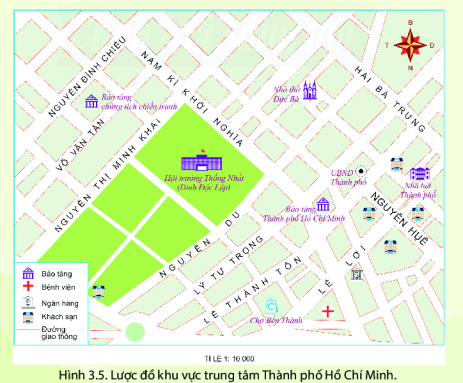 B
T
Đ
N
NGUYỄN ĐÌNH CHIỂU
NAM KÌ KHỞI NGHĨA
HAI BÀ TRƯNG
Bảo tàng
chứng tích chiến tranh
Nhà thờ
Đức Bà
VÕ VĂN TẦN
NGUYỄN THỊ MINH KHAI
Hội trường Thống Nhất
(Dinh Độc Lập)
UBND
Thành phố
Nhà hát
Thành phố
Bảo tàng
Thành phố Hồ Chí Minh
NGUYỄN HUỆ
NGUYỄN DU
LÝ TỰ TRỌNG
LÊ THÁNH TÔN
LÊ LỢI
Chợ Bến Thành
Bảo tàng
Bệnh viện
Ngân hàng
Khách sạn
Đường
giao thông
TỈ LỆ 1: 10 000
Hình 3.5. Lược đồ khu vực trung tâm Thành phố Hồ Chí Minh.